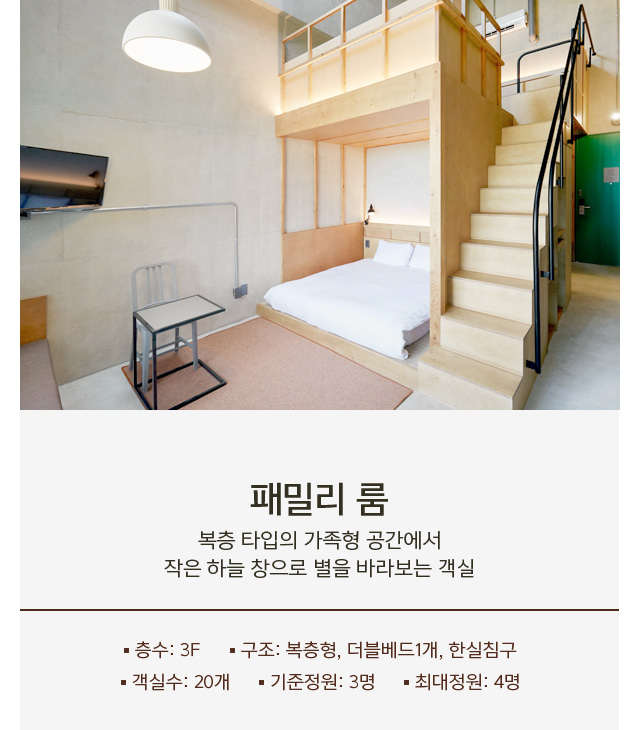 패밀리 룸
복층 타입의 가족형 공간에서
작은 하늘 창으로 별을 바라보는 객실
▪ 층수: 3F ▪ 구조: 복층형, 더블베드1개, 한실침구
▪ 객실수: 20개 ▪ 기준정원: 3명 ▪ 최대정원: 4명